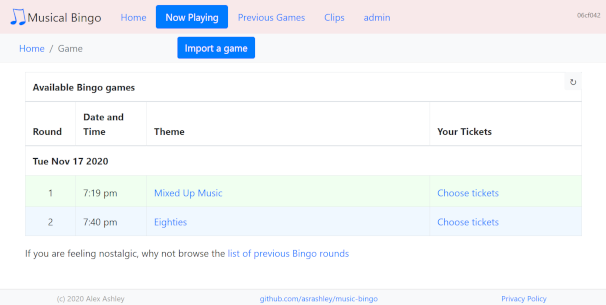 Musical Bingo Home Now Playing Previous Games Clips admin 06cf042
Home / Game Import a game
Available Bingo games ↻
Round Date and Time Theme Your Tickets
Tue Nov 17 2020
1 7:19 pm Mixed Up Music Choose tickets
2 7:40 pm Eighties Choose tickets
If you are feeling nostalgic, why not browse the list of previous Bingo rounds
(c) 2020 Alex Ashley github.com/asrashley/music-bingo Privacy Policy